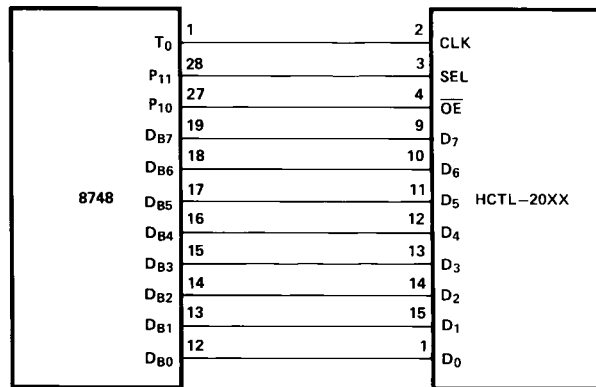 T0 1 2 CLK
P11 28 3 SEL
P10 27 4 OE
DB7 19 9 D7
DB6 18 10 D6
8748 DB5 17 11 D5 HCTL-20XX
DB4 16 12 D4
DB3 15 13 D3
DB2 14 14 D2
DB1 13 15 D1
DB0 12 1 D0